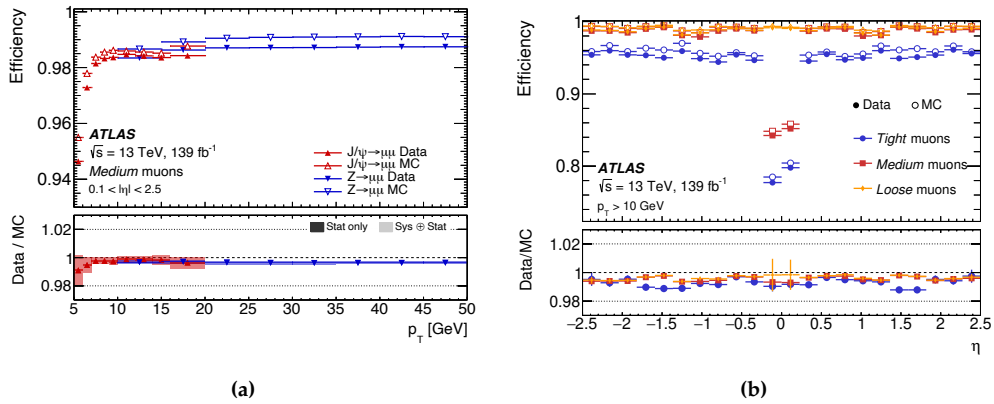 Efficiency
1
0.98
0.96
0.94
ATLAS
√s = 13 TeV, 139 fb⁻¹
Medium muons
0.1 < |η| < 2.5
J/ψ→μμ Data
J/ψ→μμ MC
Z→μμ Data
Z→μμ MC
Data / MC
1.02
1
0.98
Stat only
Sys ⊕ Stat
5 10 15 20 25 30 35 40 45 50
p_T [GeV]
(a)
Efficiency
1
0.9
0.8
Data MC
ATLAS
√s = 13 TeV, 139 fb⁻¹
p_T > 10 GeV
Tight muons
Medium muons
Loose muons
Data/MC
1.02
1
0.98
−2.5 −2 −1.5 −1 −0.5 0 0.5 1 1.5 2 2.5
η
(b)